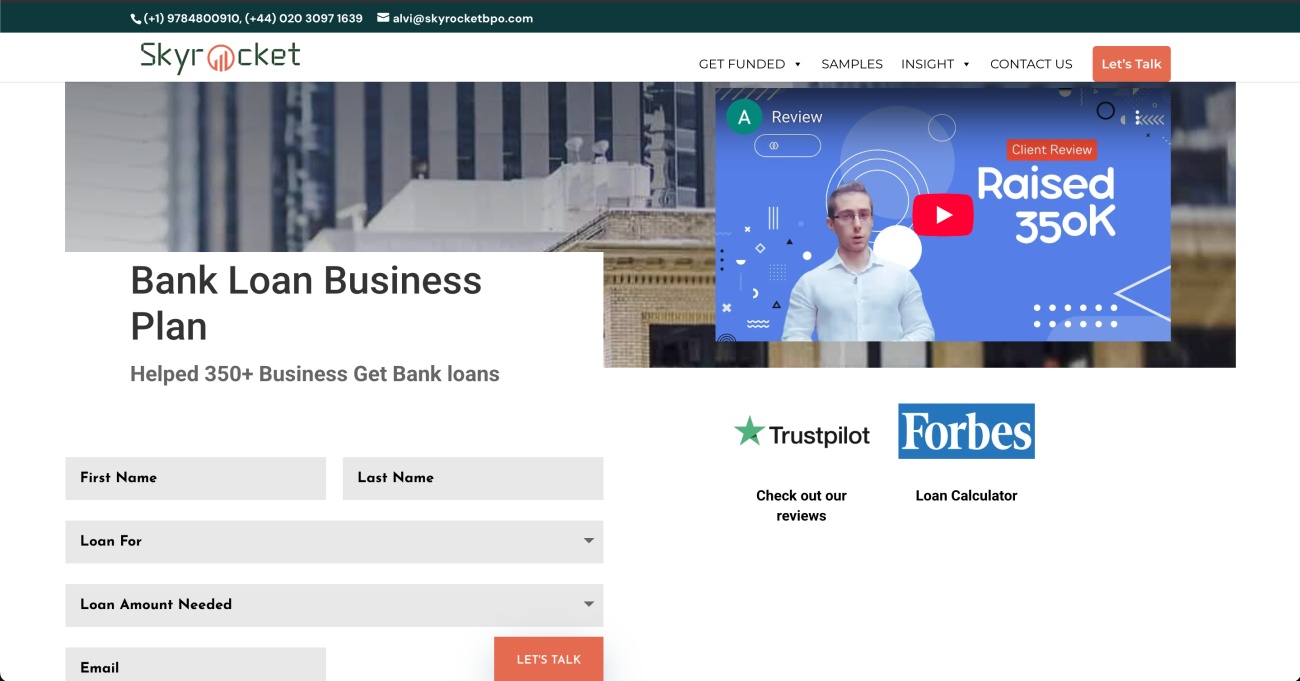 (+1) 9784800910, (+44) 020 3097 1639 alvi@skyrocketbpo.com
Skyrocket
GET FUNDED SAMPLES INSIGHT CONTACT US Let's Talk
A Review
Client Review
Raised
350K
Bank Loan Business
Plan
Helped 350+ Business Get Bank loans
Trustpilot Forbes
Check out our
reviews
Loan Calculator
First Name Last Name
Loan For
Loan Amount Needed
Email
LET'S TALK